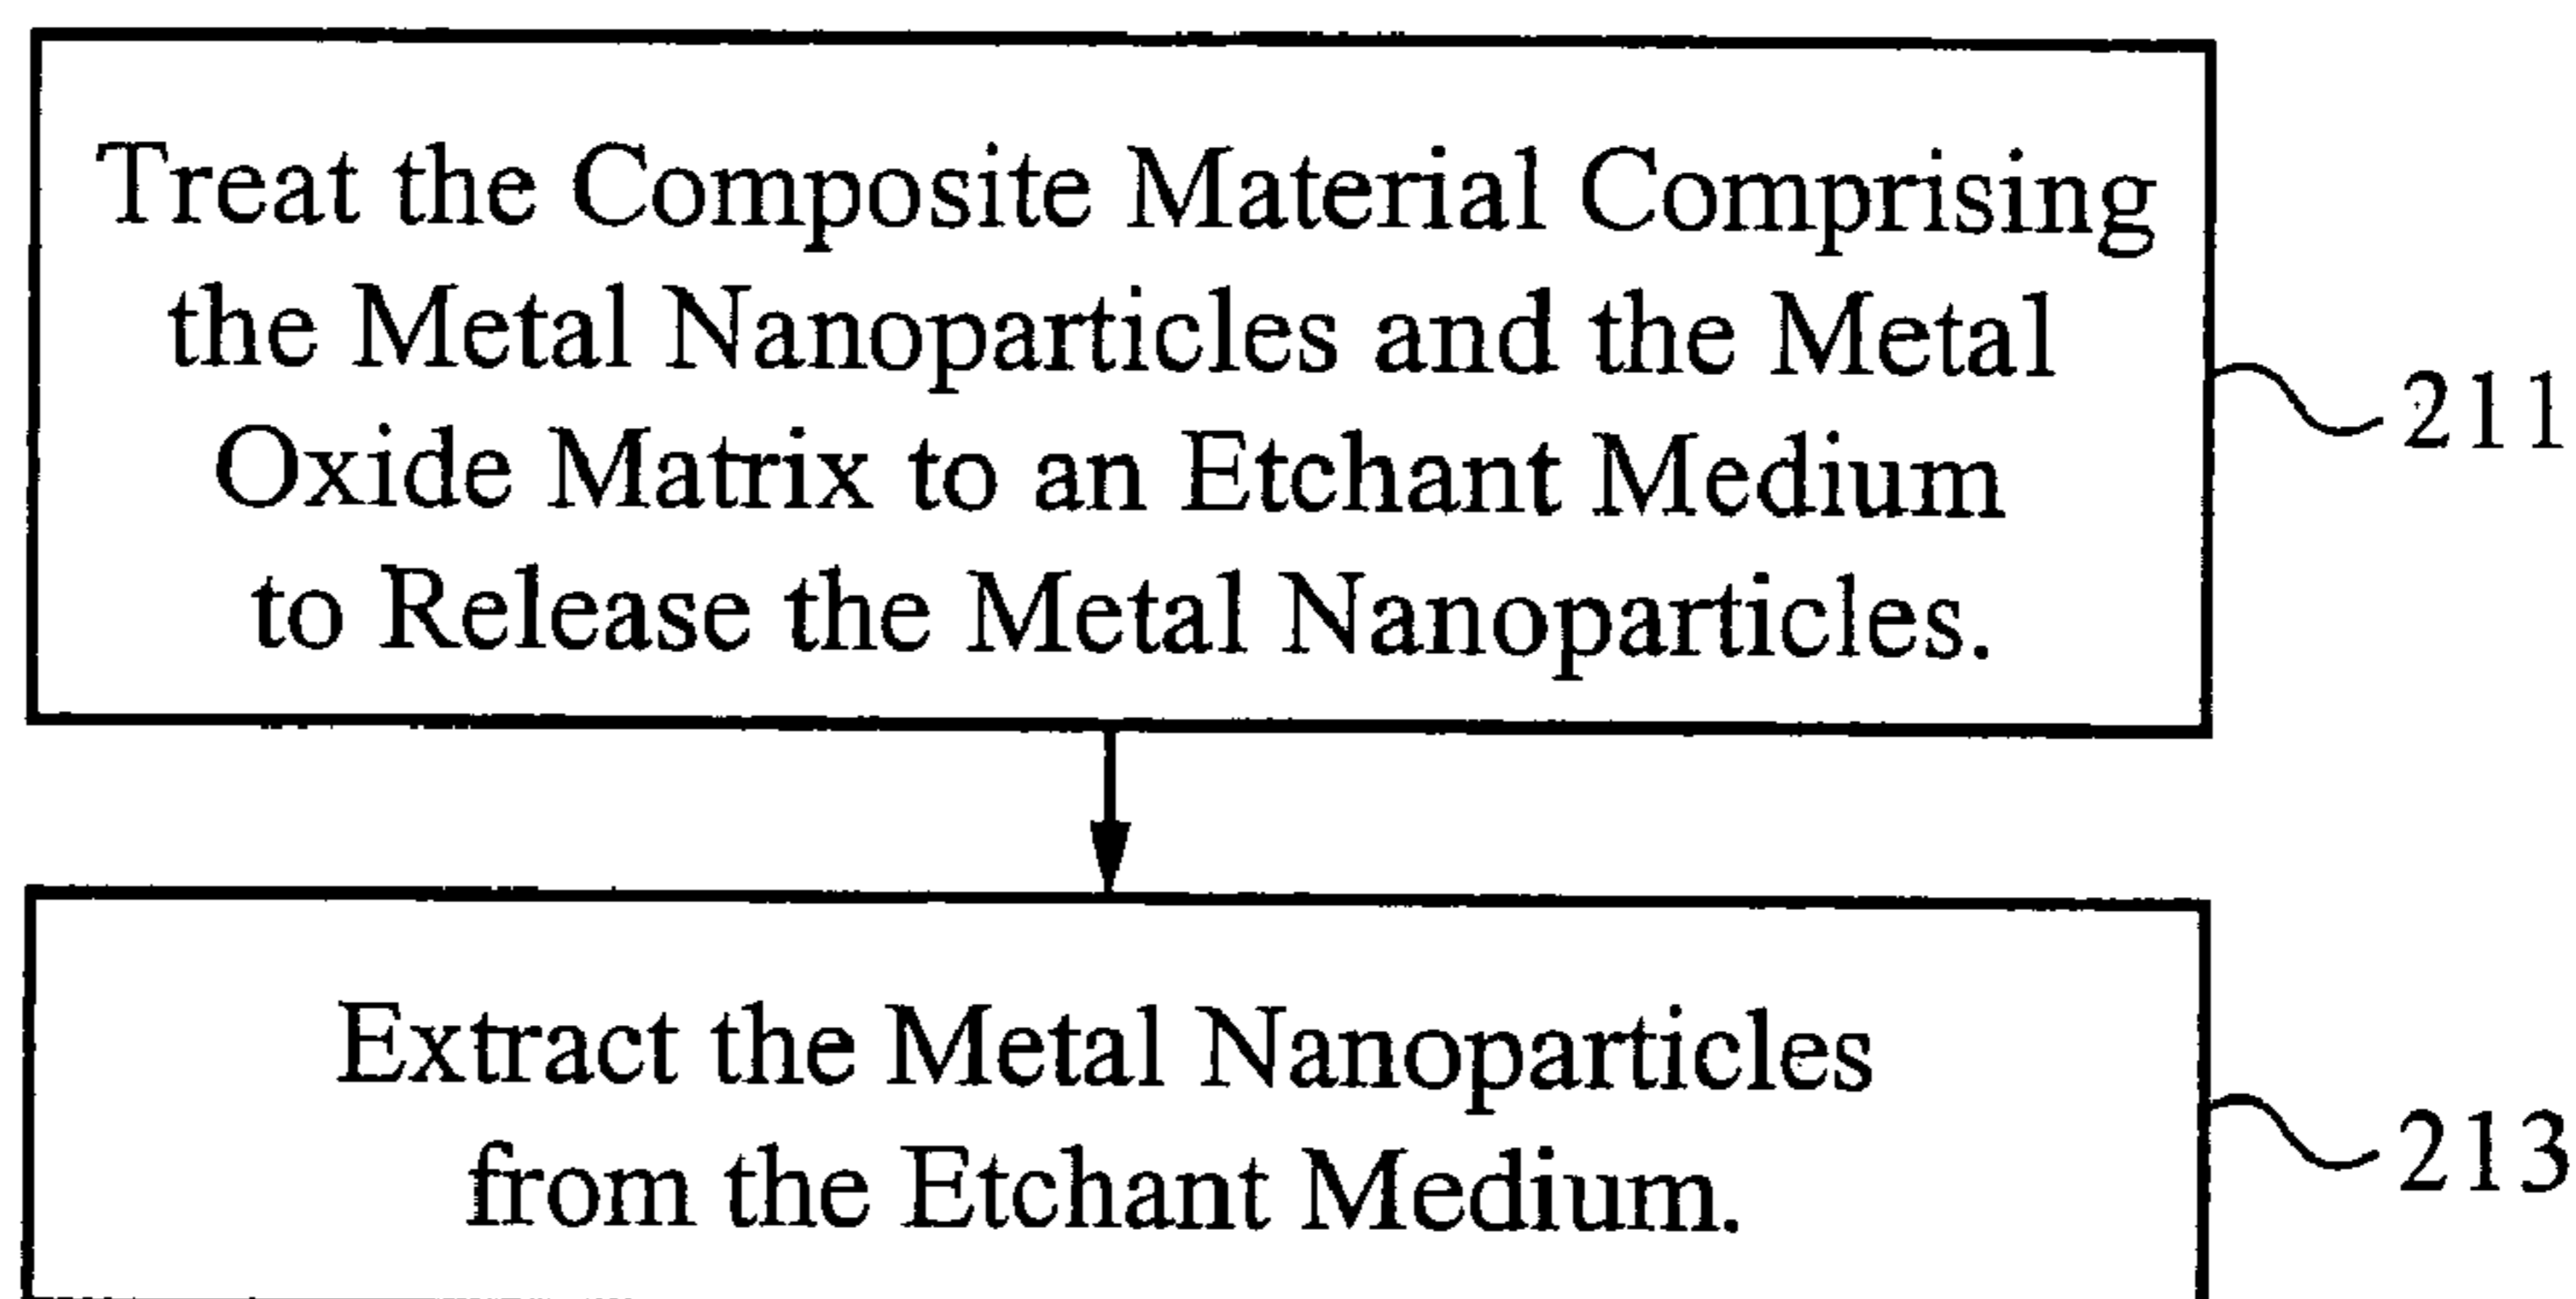 Treat the Composite Material Comprising
the Metal Nanoparticles and the Metal
Oxide Matrix to an Etchant Medium
to Release the Metal Nanoparticles.
211
Extract the Metal Nanoparticles
from the Etchant Medium.
213